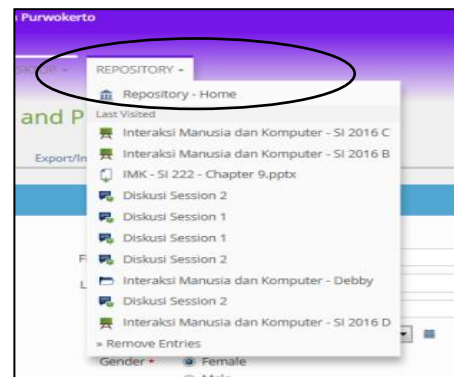 Purwokerto
REPOSITORY
Repository - Home
and P
Last Visited
Interaksi Manusia dan Komputer - SI 2016 C
Export/In
Interaksi Manusia dan Komputer - SI 2016 B
IMK - SI 222 - Chapter 9.pptx
Diskusi Session 2
Diskusi Session 1
Diskusi Session 1
Diskusi Session 2
Interaksi Manusia dan Komputer - Debby
Diskusi Session 2
Interaksi Manusia dan Komputer - SI 2016 D
» Remove Entries
Gender * Female